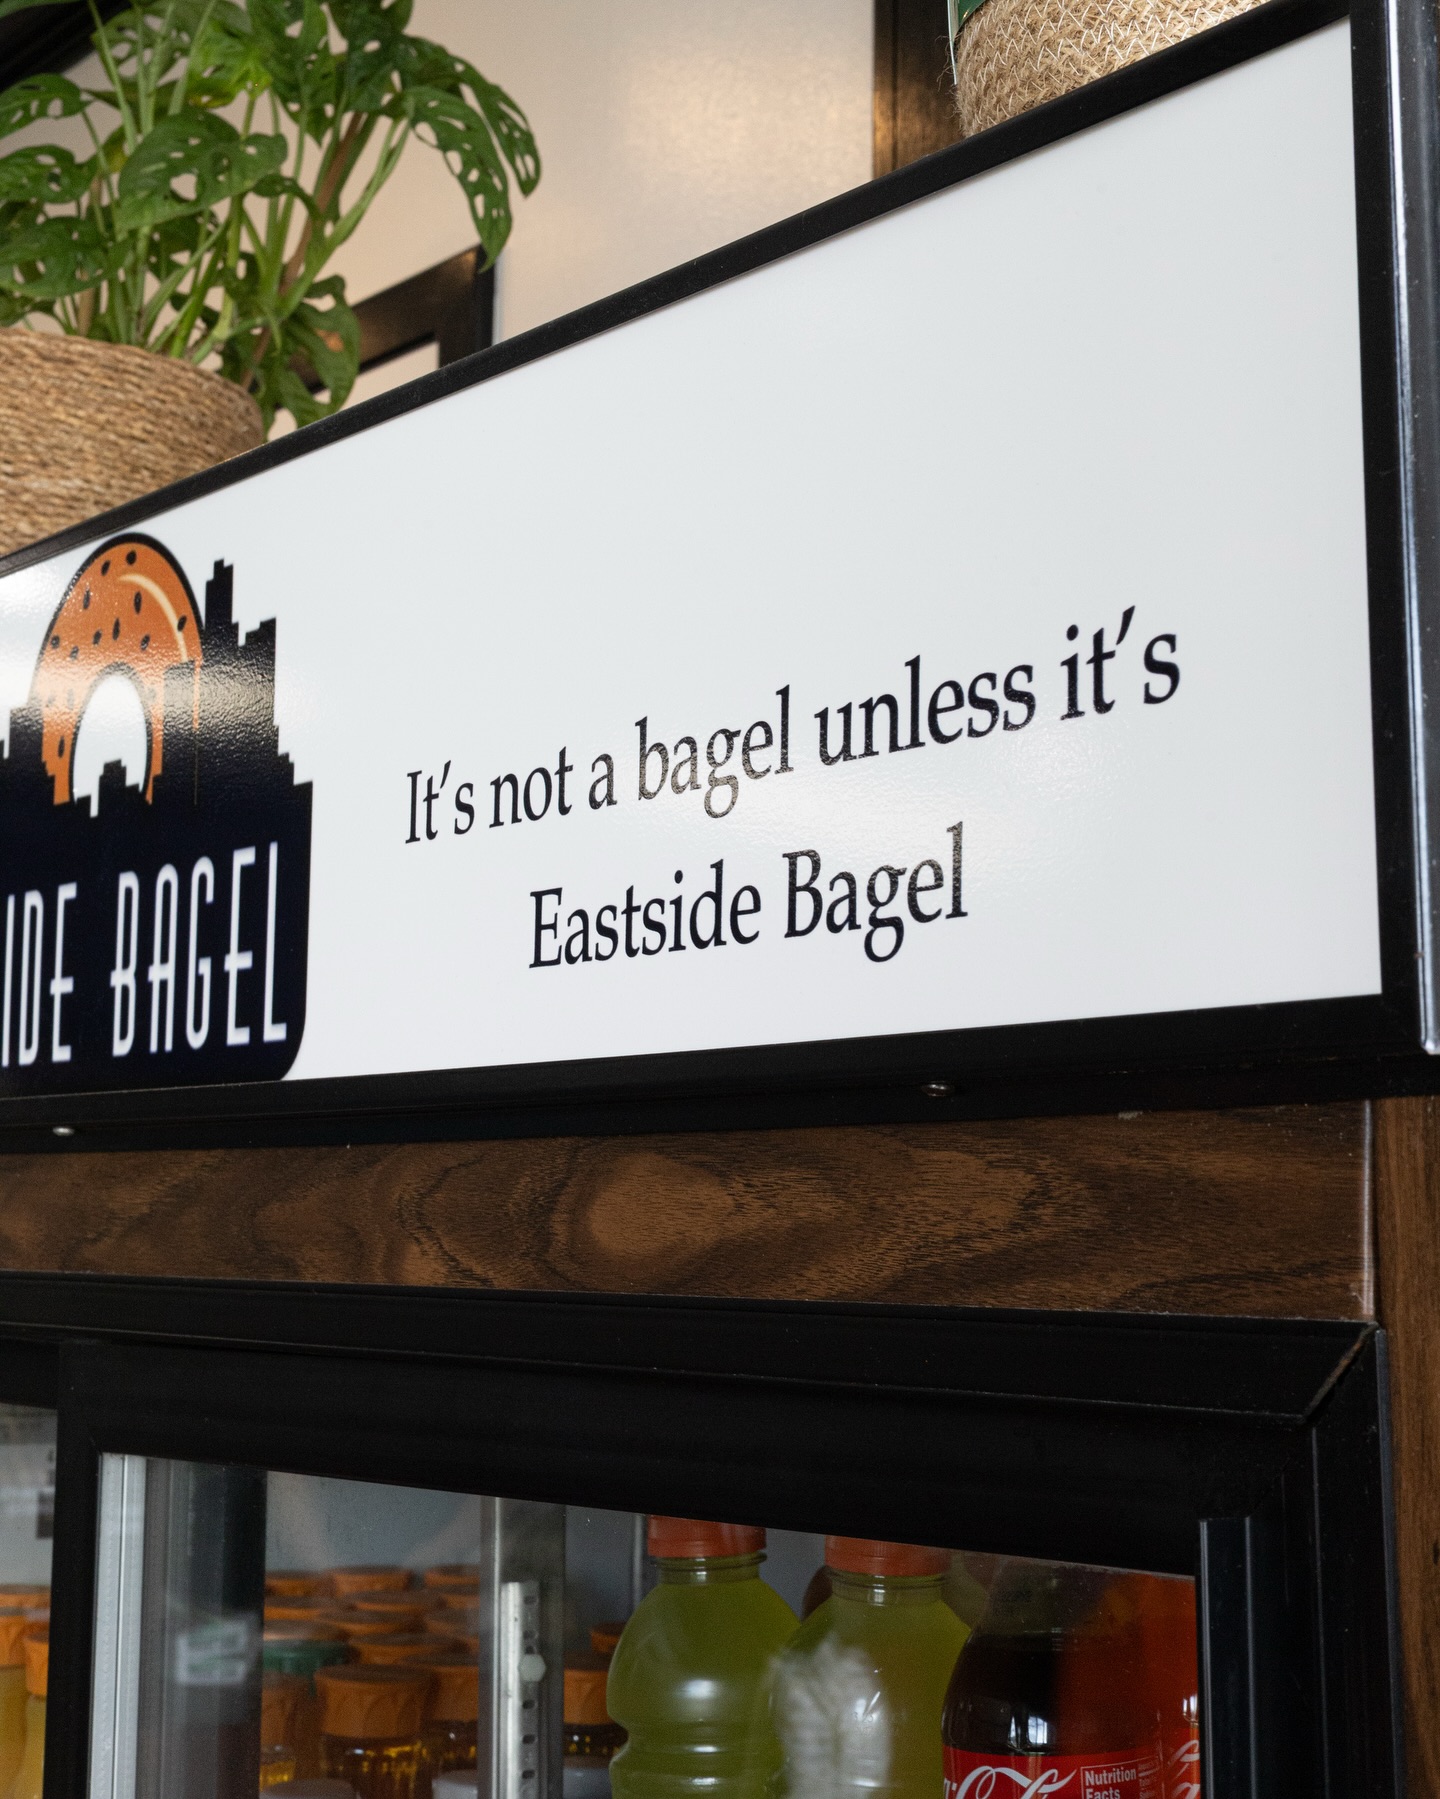 It's not a bagel unless it's
Eastside Bagel
IDE BAGEL
Nutrition
Facts